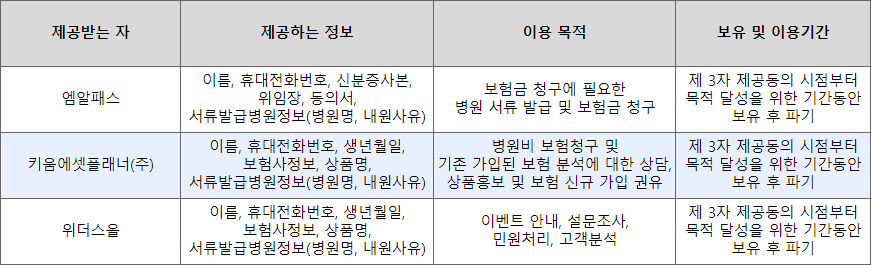 제공받는 자
제공하는 정보
이용 목적
보유 및 이용기간
엠알패스
이름, 휴대전화번호, 신분증사본,
위임장, 동의서,
서류발급병원정보(병원명, 내원사유)
보험금 청구에 필요한
병원 서류 발급 및 보험금 청구
제 3자 제공동의 시점부터
목적 달성을 위한 기간동안
보유 후 파기
키움에셋플래너(주)
이름, 휴대전화번호, 생년월일,
보험사정보, 상품명,
서류발급병원정보(병원명, 내원사유)
병원비 보험청구 및
기존 가입된 보험 분석에 대한 상담,
상품홍보 및 보험 신규 가입 권유
제 3자 제공동의 시점부터
목적 달성을 위한 기간동안
보유 후 파기
위더스올
이름, 휴대전화번호, 생년월일,
보험사정보, 상품명,
서류발급병원정보(병원명, 내원사유)
이벤트 안내, 설문조사,
민원처리, 고객분석
제 3자 제공동의 시점부터
목적 달성을 위한 기간동안
보유 후 파기